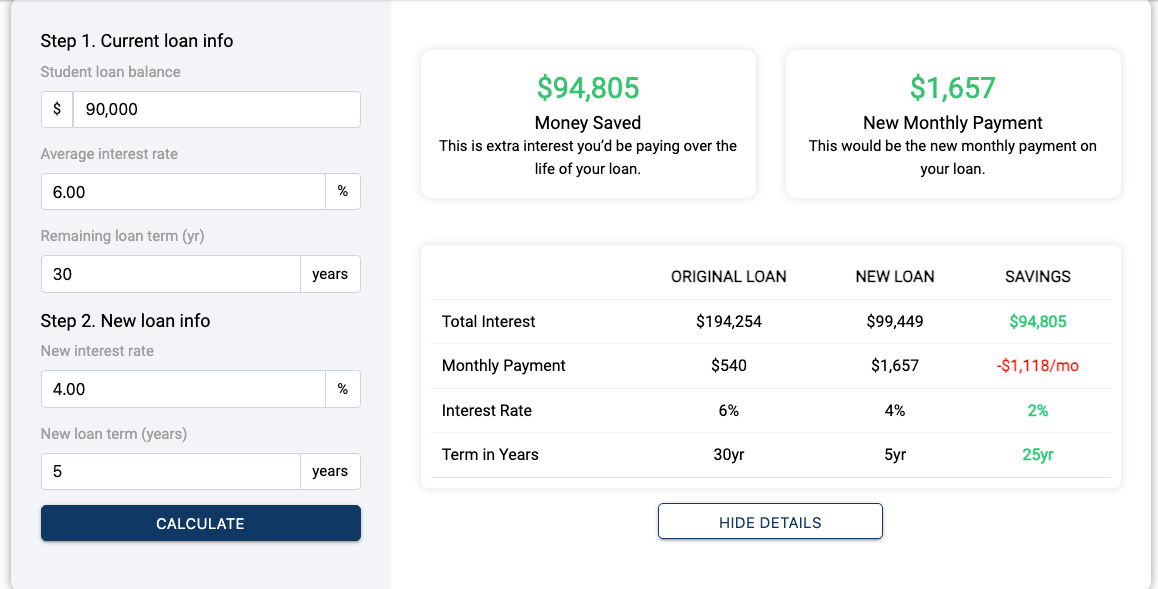 Step 1. Current loan info
Student loan balance
$ 90,000
Average interest rate
6.00 %
Remaining loan term (yr)
30 years
Step 2. New loan info
New interest rate
4.00 %
New loan term (years)
5 years
CALCULATE
$94,805
Money Saved
This is extra interest you’d be paying over the
life of your loan.
$1,657
New Monthly Payment
This would be the new monthly payment on
your loan.
ORIGINAL LOAN NEW LOAN SAVINGS
Total Interest $194,254 $99,449 $94,805
Monthly Payment $540 $1,657 -$1,118/mo
Interest Rate 6% 4% 2%
Term in Years 30yr 5yr 25yr
HIDE DETAILS